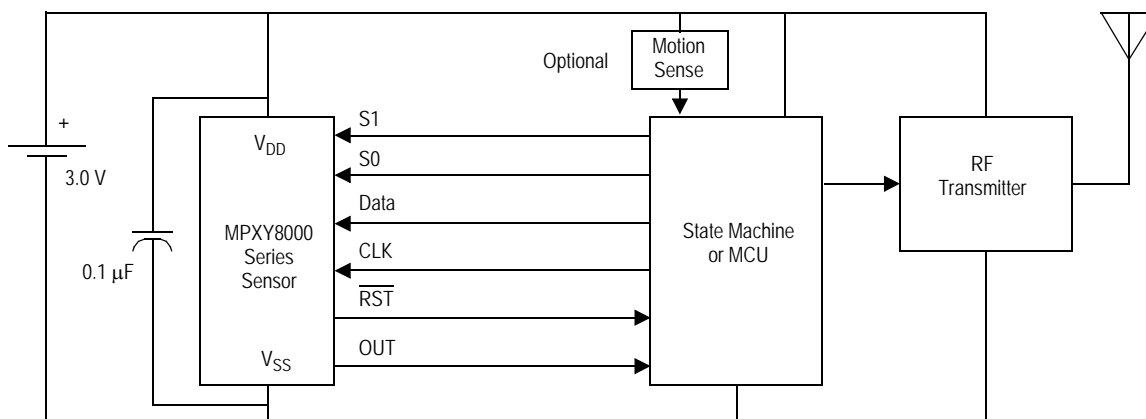 Optional
Motion
Sense
+
3.0 V
0.1 μF
VDD
MPXY8000
Series
Sensor
VSS
S1
S0
Data
CLK
R̅S̅T̅
OUT
State Machine
or MCU
RF
Transmitter